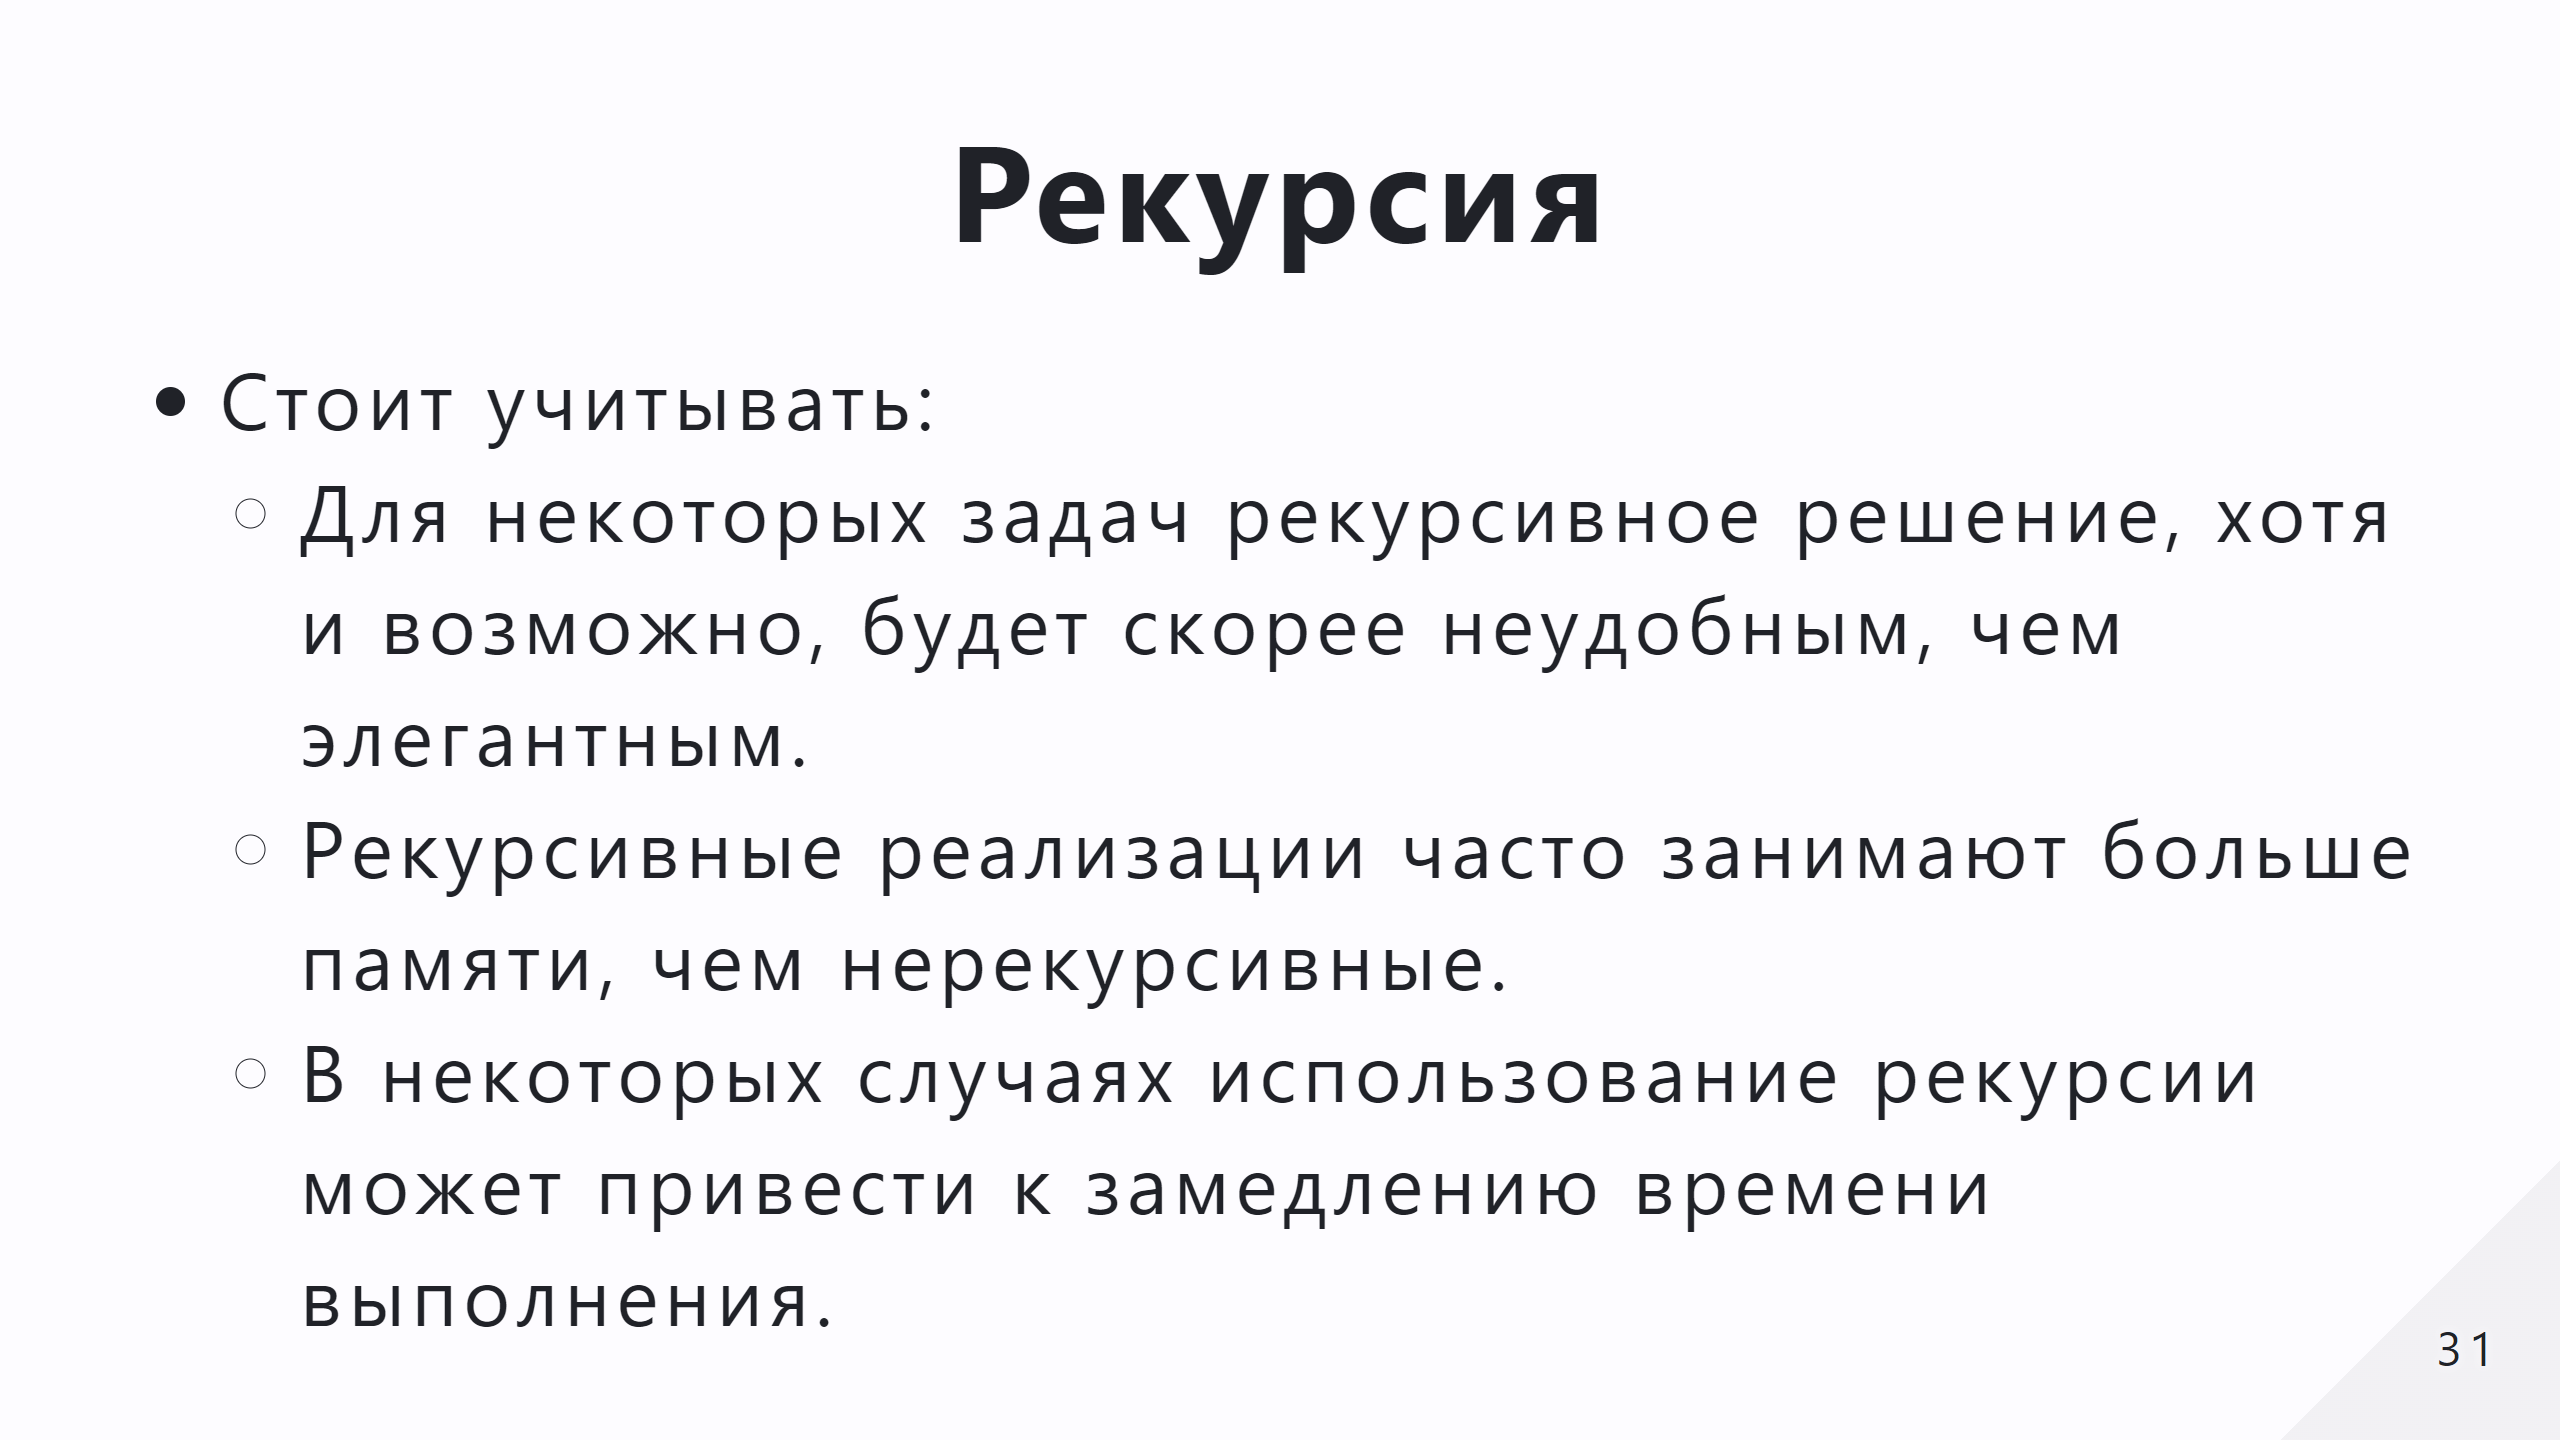 Рекурсия
Стоит учитывать:
Для некоторых задач рекурсивное решение, хотя
и возможно, будет скорее неудобным, чем
элегантным.
Рекурсивные реализации часто занимают больше
памяти, чем нерекурсивные.
В некоторых случаях использование рекурсии
может привести к замедлению времени
выполнения.
31